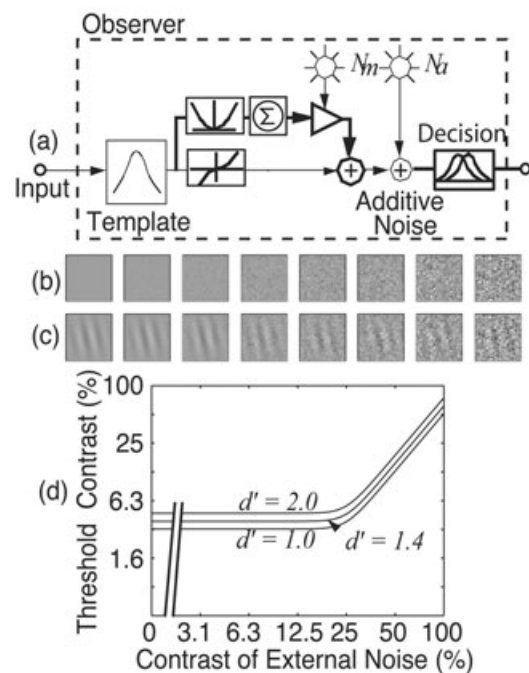 Observer
Nm Na
(a)
Σ
Decision
Input
Template
Additive
Noise
(b)
(c)
(d)
Threshold Contrast (%)
100
25
6.3
1.6
d' = 2.0
d' = 1.0
d' = 1.4
0 3.1 6.3 12.5 25 50 100
Contrast of External Noise (%)